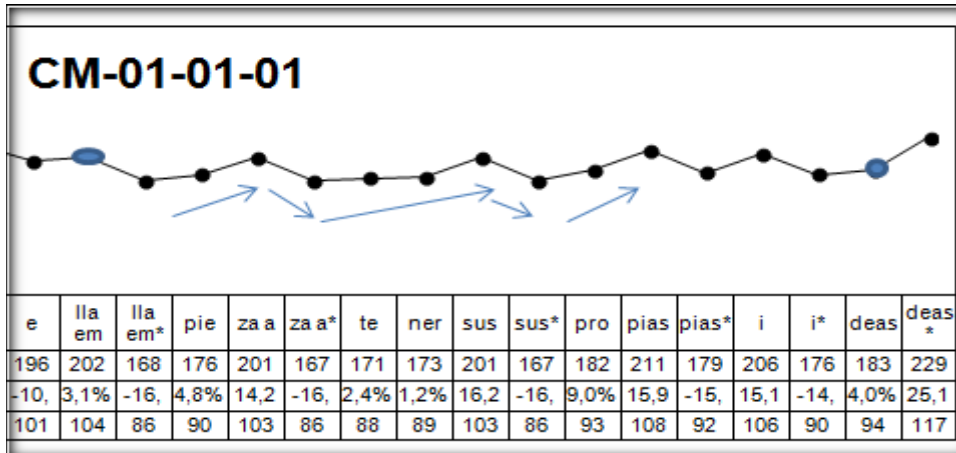 CM-01-01-01
e lla em lla em* pie za a za a* te ner sus sus* pro pias pias* i i* deas deas *
196 202 168 176 201 167 171 173 201 167 182 211 179 206 176 183 229
-10, 3,1% -16, 4,8% 14,2 -16, 2,4% 1,2% 16,2 -16, 9,0% 15,9 -15, 15,1 -14, 4,0% 25,1
101 104 86 90 103 86 88 89 103 86 93 108 92 106 90 94 117